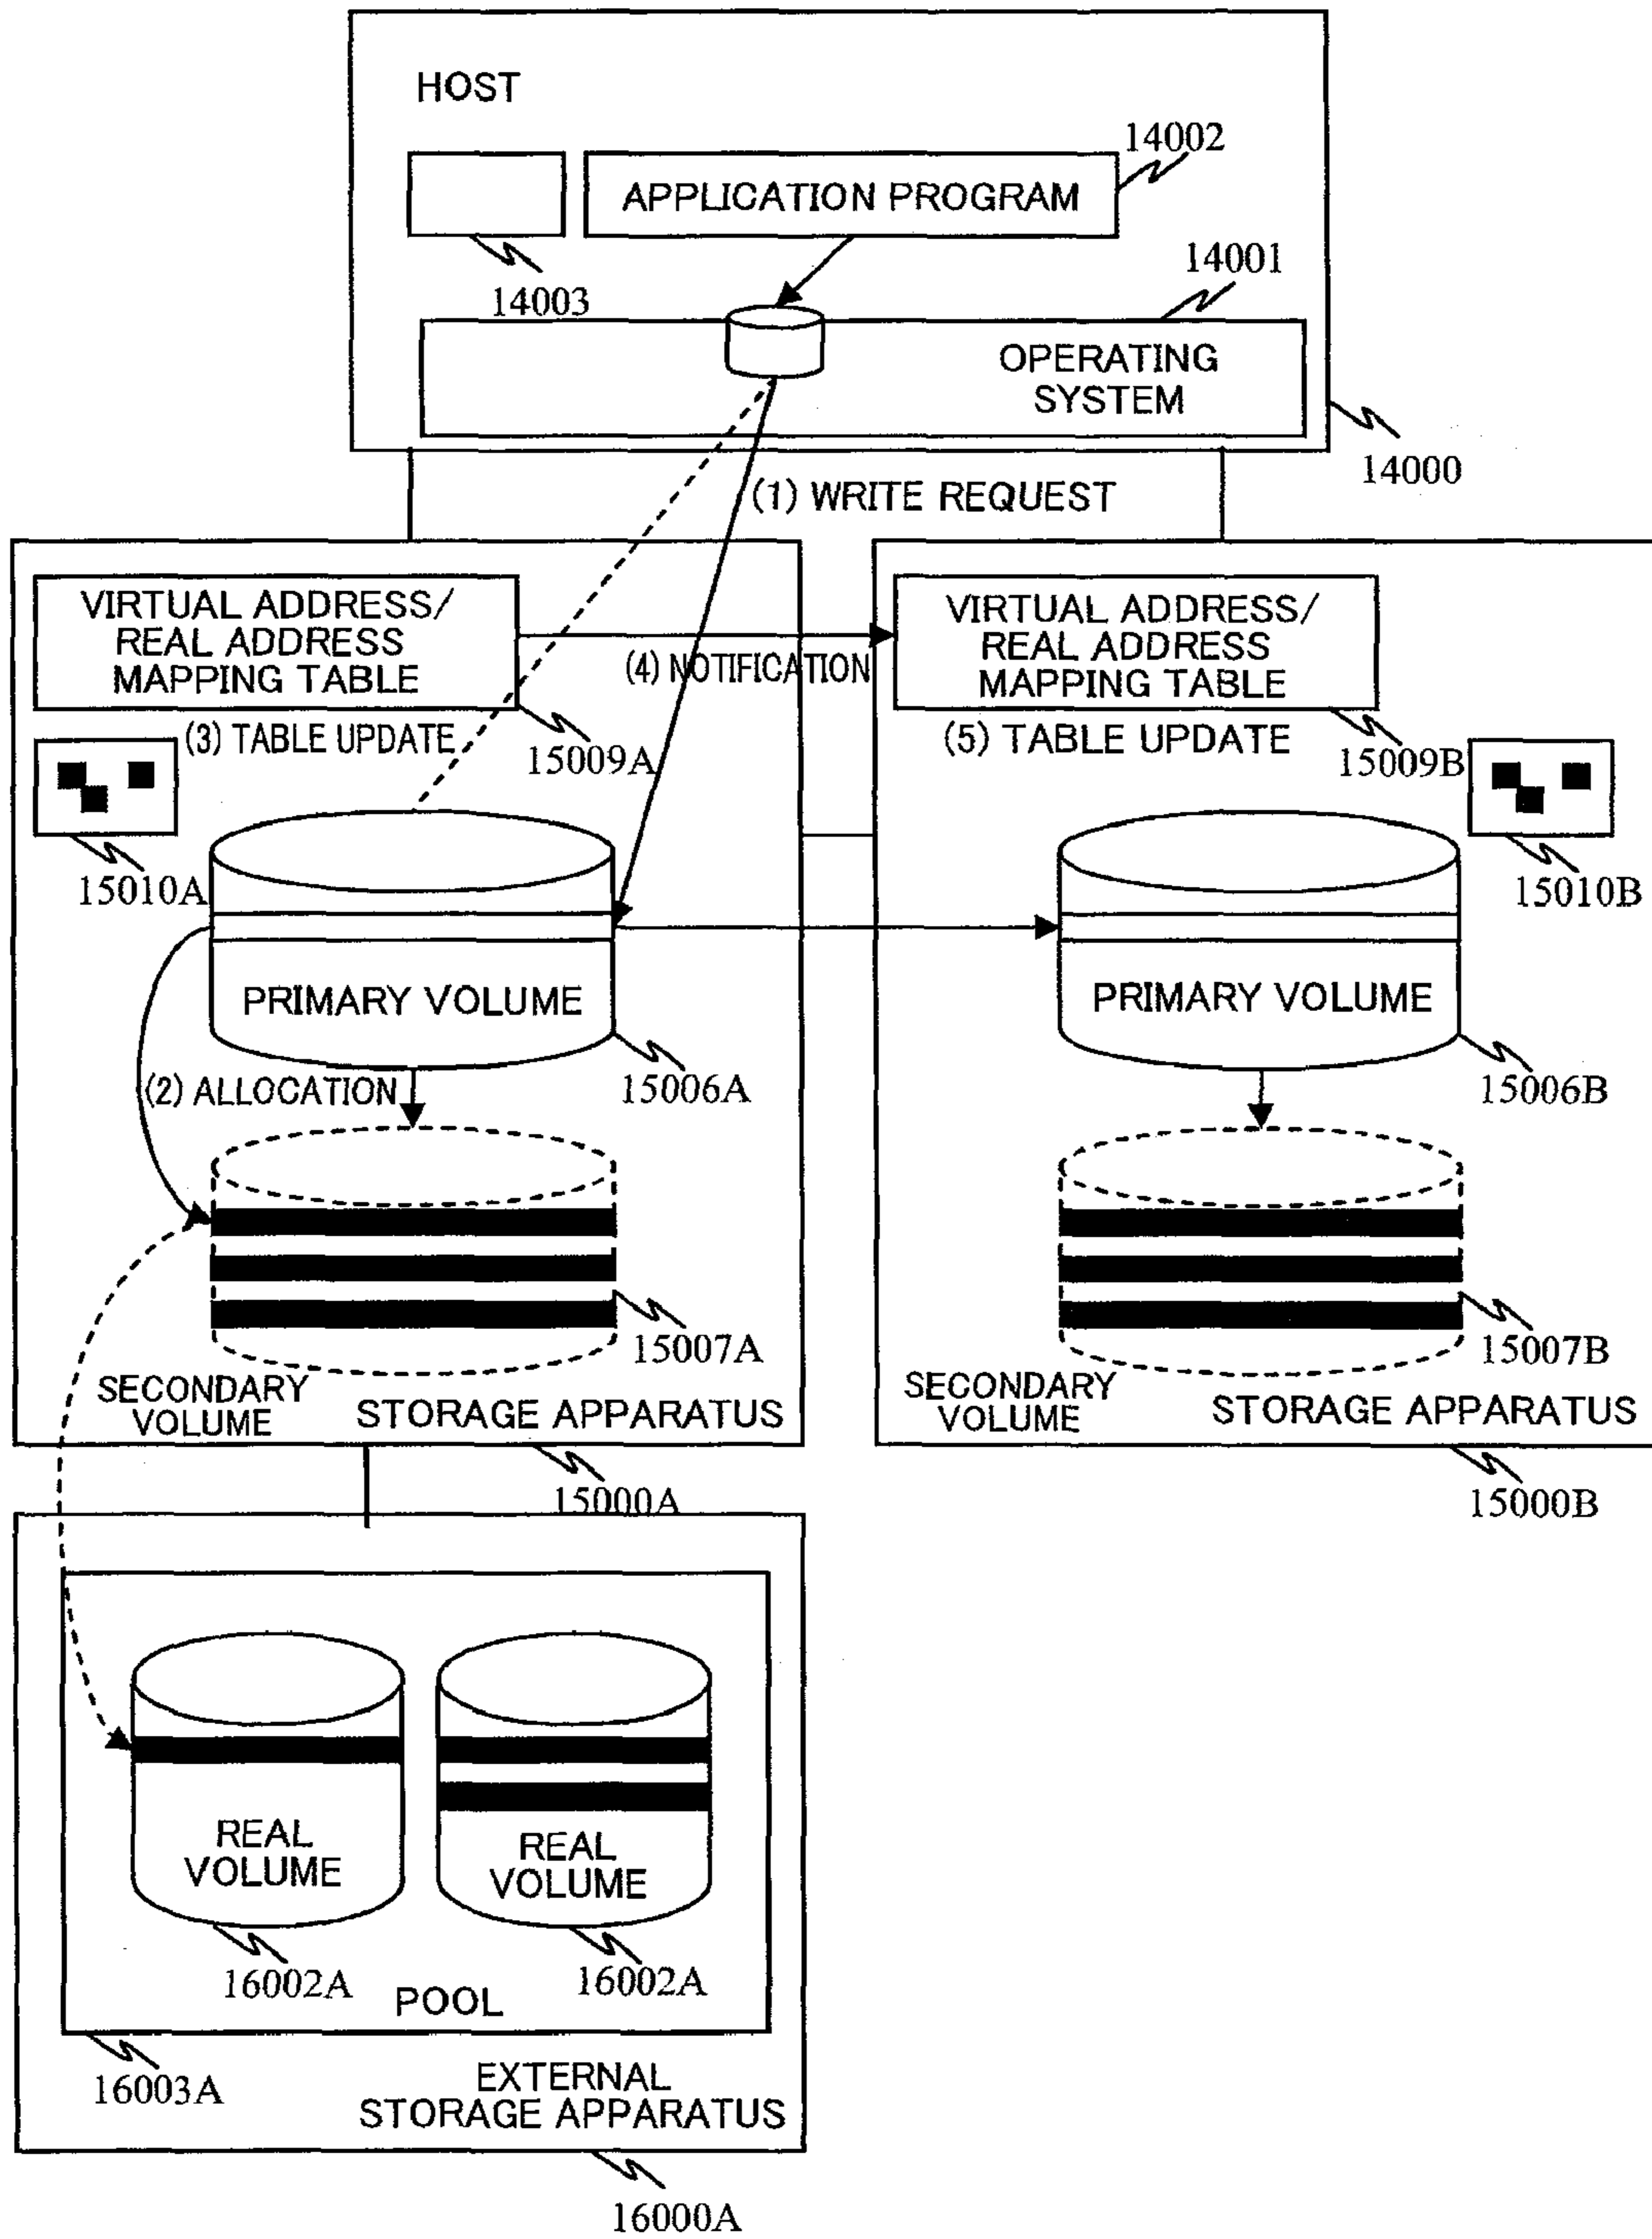 HOST
14002
APPLICATION PROGRAM
14003
14001
OPERATING
SYSTEM
14000
(1) WRITE REQUEST
VIRTUAL ADDRESS/
REAL ADDRESS
MAPPING TABLE
(4) NOTIFICATION
VIRTUAL ADDRESS/
REAL ADDRESS
MAPPING TABLE
(3) TABLE UPDATE
15009A
(5) TABLE UPDATE
15009B
15010A
15010B
PRIMARY VOLUME
PRIMARY VOLUME
15006A
15006B
(2) ALLOCATION
15007A
15007B
SECONDARY
VOLUME
STORAGE APPARATUS
SECONDARY
VOLUME
STORAGE APPARATUS
15000A
15000B
REAL
VOLUME
REAL
VOLUME
16002A
16002A
POOL
16003A
EXTERNAL
STORAGE APPARATUS
16000A